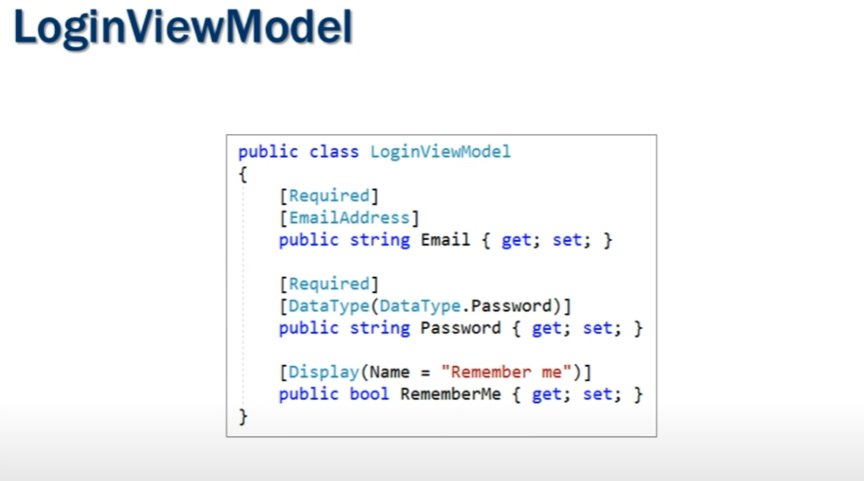 LoginViewModel
public class LoginViewModel
{
[Required]
[EmailAddress]
public string Email { get; set; }
[Required]
[DataType(DataType.Password)]
public string Password { get; set; }
[Display(Name = "Remember me")]
public bool RememberMe { get; set; }
}